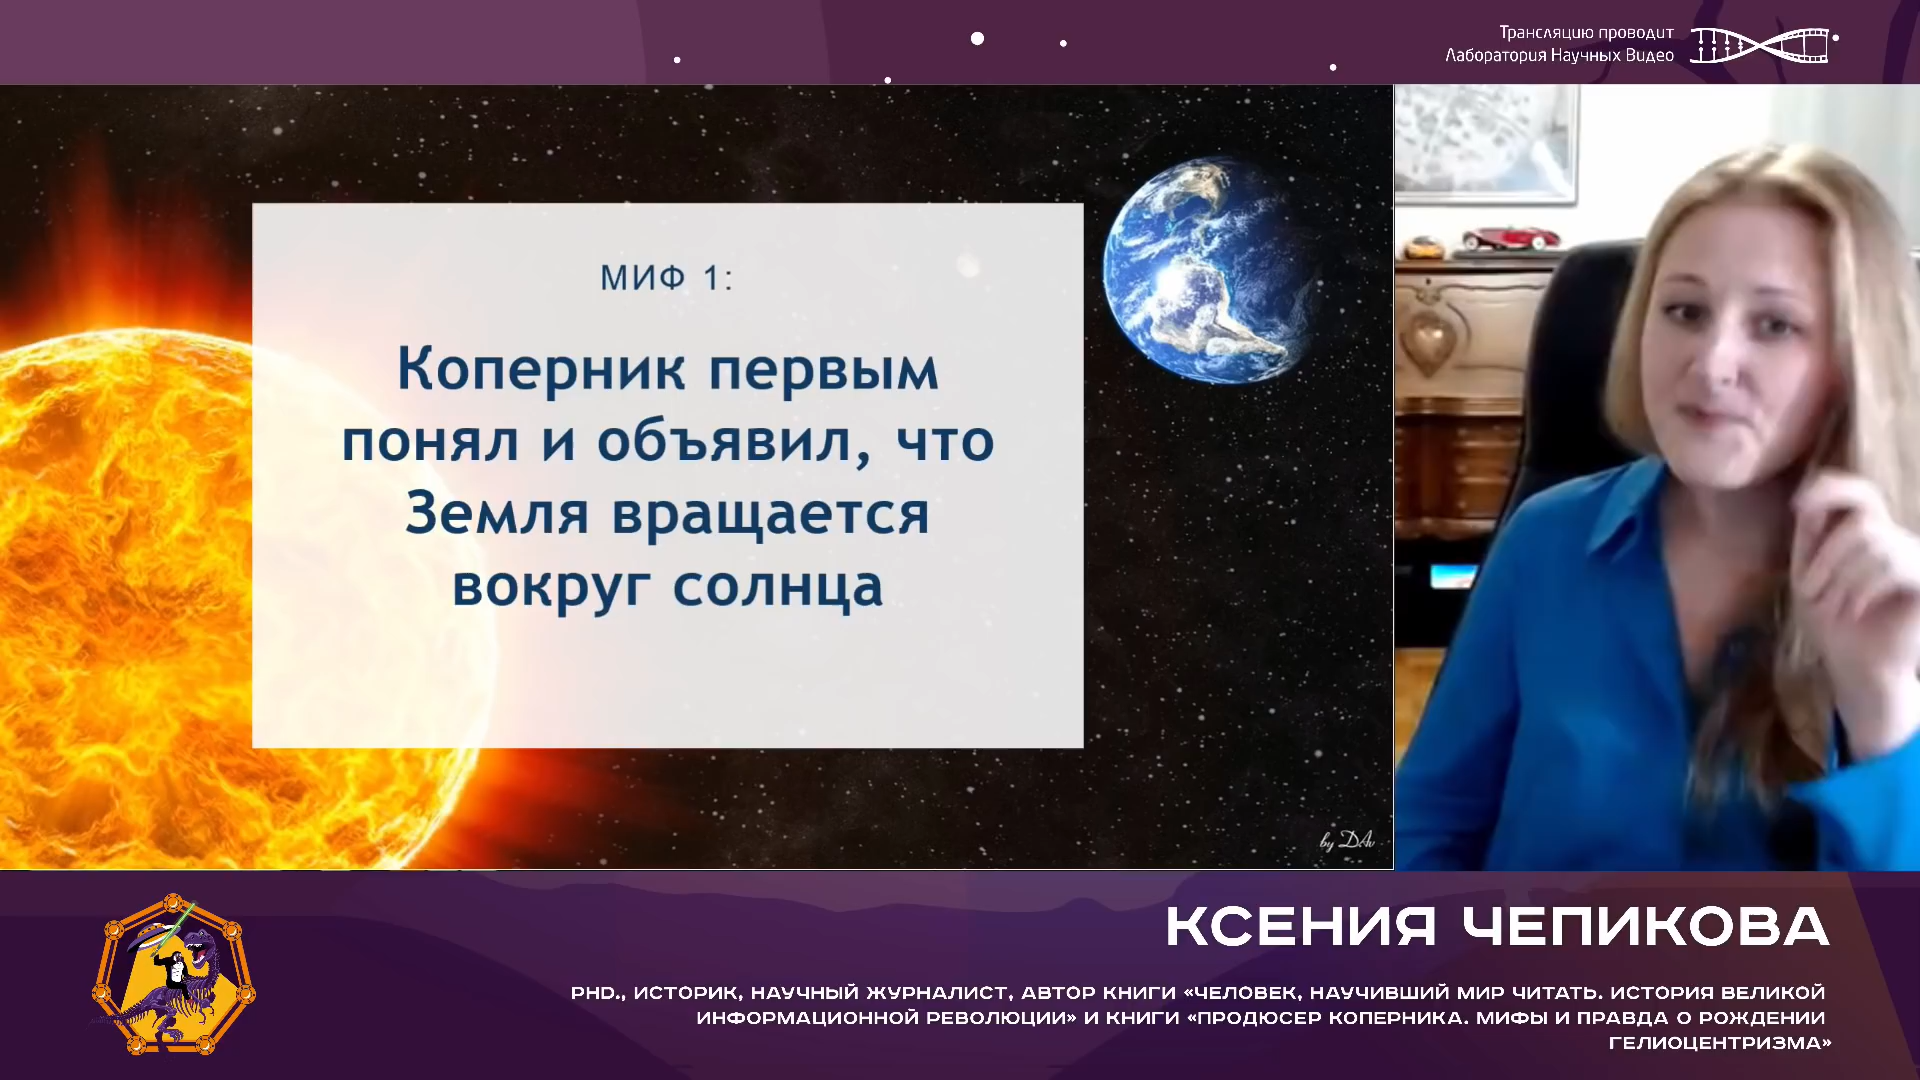 Трансляцию проводит
Лаборатория Научных Видео
МИФ 1:
Коперник первым
понял и объявил, что
Земля вращается
вокруг солнца
by DAv
КСЕНИЯ ЧЕПИКОВА
PHD., ИСТОРИК, НАУЧНЫЙ ЖУРНАЛИСТ, АВТОР КНИГИ «ЧЕЛОВЕК, НАУЧИВШИЙ МИР ЧИТАТЬ. ИСТОРИЯ ВЕЛИКОЙ
ИНФОРМАЦИОННОЙ РЕВОЛЮЦИИ» И КНИГИ «ПРОДЮСЕР КОПЕРНИКА. МИФЫ И ПРАВДА О РОЖДЕНИИ
ГЕЛИОЦЕНТРИЗМА»